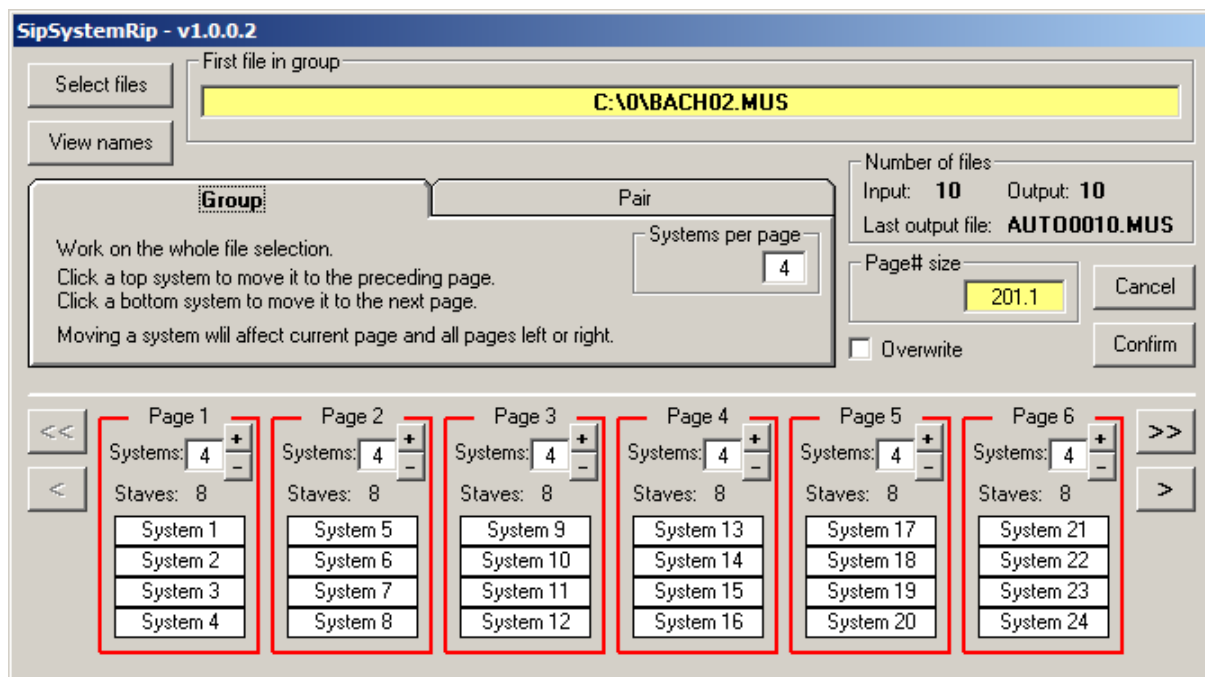 SipSystemRip - v1.0.0.2
Select files
First file in group
C:\0\BACH02.MUS
View names
Group
Pair
Work on the whole file selection.
Click a top system to move it to the preceding page.
Click a bottom system to move it to the next page.
Moving a system wlil affect current page and all pages left or right.
Systems per page
4
Number of files
Input: 10 Output: 10
Last output file: AUTO0010.MUS
Page# size
201.1
Cancel
Overwrite
Confirm
<<
<
Page 1
Systems: 4 + -
Staves: 8
System 1
System 2
System 3
System 4
Page 2
Systems: 4 + -
Staves: 8
System 5
System 6
System 7
System 8
Page 3
Systems: 4 + -
Staves: 8
System 9
System 10
System 11
System 12
Page 4
Systems: 4 + -
Staves: 8
System 13
System 14
System 15
System 16
Page 5
Systems: 4 + -
Staves: 8
System 17
System 18
System 19
System 20
Page 6
Systems: 4 + -
Staves: 8
System 21
System 22
System 23
System 24
>>
>